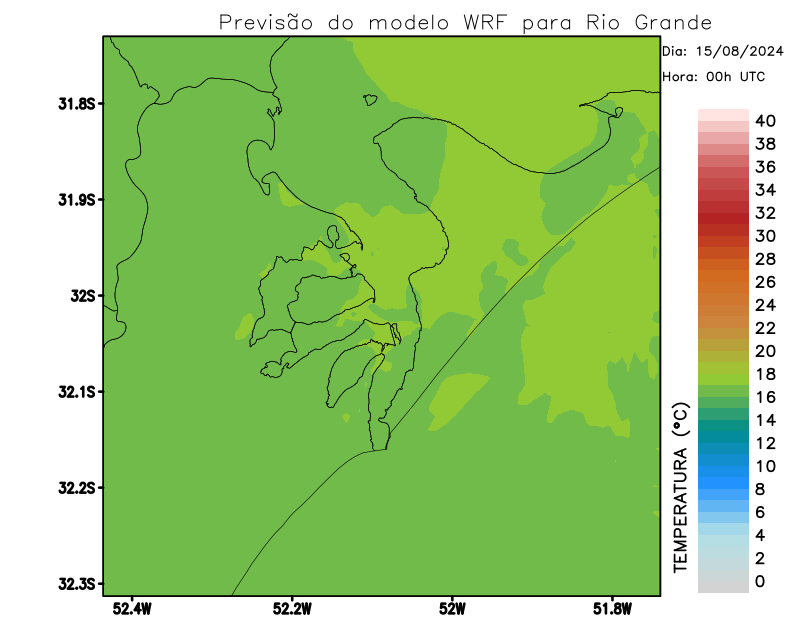 Previsão do modelo WRF para Rio Grande
Dia: 15/08/2024
Hora: 00h UTC
31.8S
31.9S
32S
32.1S
32.2S
32.3S
52.4W
52.2W
52W
51.8W
TEMPERATURA (°C)
40
38
36
34
32
30
28
26
24
22
20
18
16
14
12
10
8
6
4
2
0